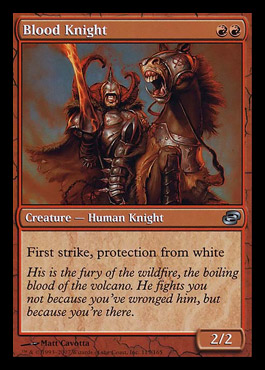 Blood Knight
Creature — Human Knight
First strike, protection from white
His is the fury of the wildfire, the boiling
blood of the volcano. He fights you
not because you've wronged him, but
because you're there.
Matt Cavotta
2/2